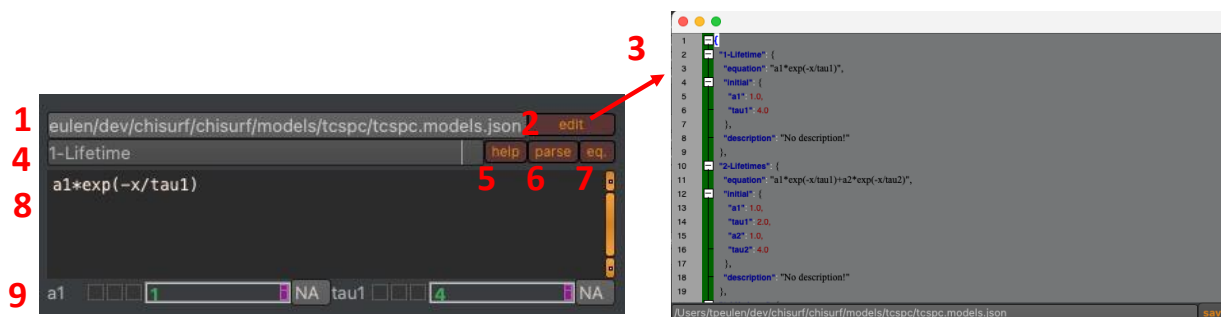 1
eulen/dev/chisurf/chisurf/models/tcspc/tcspc.models.json
2
edit
3
4
1-Lifetime
help
parse
eq.
5
6
7
8
a1*exp(-x/tau1)
9
a1
1
NA
tau1
4
NA
1 {
2 "1-Lifetime": {
3 "equation": "a1*exp(-x/tau1)",
4 "initial": {
5 "a1": 1.0,
6 "tau1": 4.0
7 },
8 "description": "No description!"
9 },
10 "2-Lifetimes": {
11 "equation": "a1*exp(-x/tau1)+a2*exp(-x/tau2)",
12 "initial": {
13 "a1": 1.0,
14 "tau1": 2.0,
15 "a2": 1.0,
16 "tau2": 4.0
17 },
18 "description": "No description!"
19 },
/Users/tpeulen/dev/chisurf/chisurf/models/tcspc/tcspc.models.json
sav